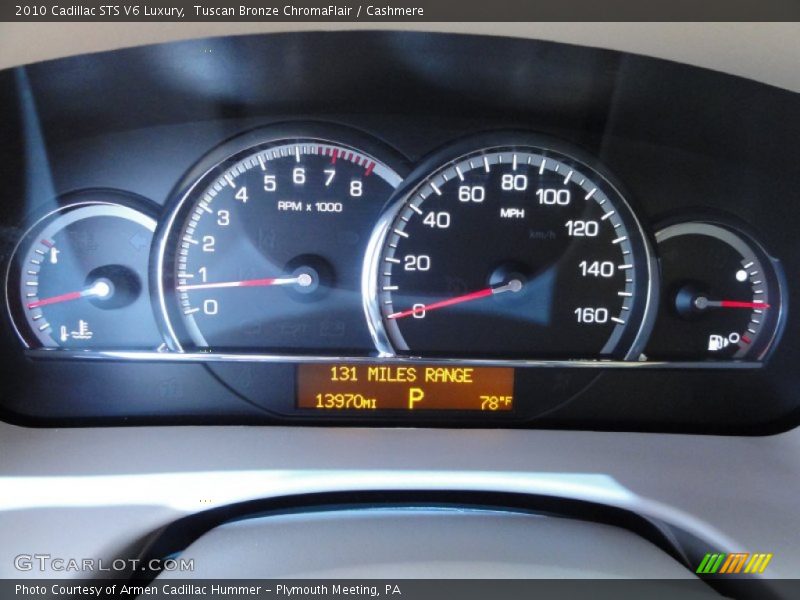 2010 Cadillac STS V6 Luxury,  Tuscan Bronze ChromaFlair / Cashmere
0 1 2 3 4 5 6 7 8
RPM x 1000
0 20 40 60 80 100 120 140 160
MPH
km/h
131 MILES RANGE
13970MI P 78°F
GTCARLOT.COM
Photo Courtesy of Armen Cadillac Hummer - Plymouth Meeting, PA